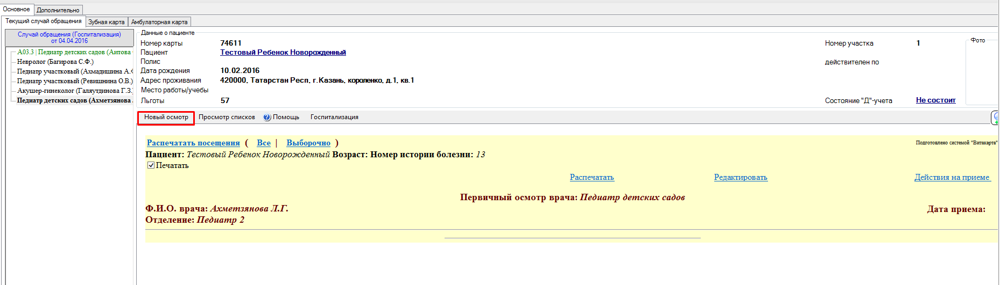 Основное Дополнительно
Текущий случай обращения Зубная карта Амбулаторная карта
Случай обращения (Госпитализация)
от 04.04.2016
А03.3 | Педиатр детских садов (Аитова
Невролог (Багирова С.Ф.)
Педиатр участковый (Ахмадишина А.Ф
Педиатр участковый (Ревишнина О.В.)
Акушер-гинеколог (Галяутдинова Г.З.)
Педиатр детских садов (Ахметзянова
Данные о пациенте
Номер карты 74611 Номер участка 1 Фото
Пациент Тестовый Ребенок Новорожденный
Полис действителен по
Дата рождения 10.02.2016
Адрес проживания 420000, Татарстан Респ, г.Казань, короленко, д.1, кв.1
Место работы/учебы
Льготы 57 Состояние "Д"-учета Не состоит
Новый осмотр Просмотр списков ? Помощь Госпитализация
Распечатать посещения ( Все | Выборочно ) Подготовлено системой "Витакарта"
Пациент: Тестовый Ребенок Новорожденный Возраст: Номер истории болезни: 13
Печатать
Распечатать Редактировать Действия на приеме
Первичный осмотр врача: Педиатр детских садов
Ф.И.О. врача: Ахметзянова Л.Г. Дата приема:
Отделение: Педиатр 2